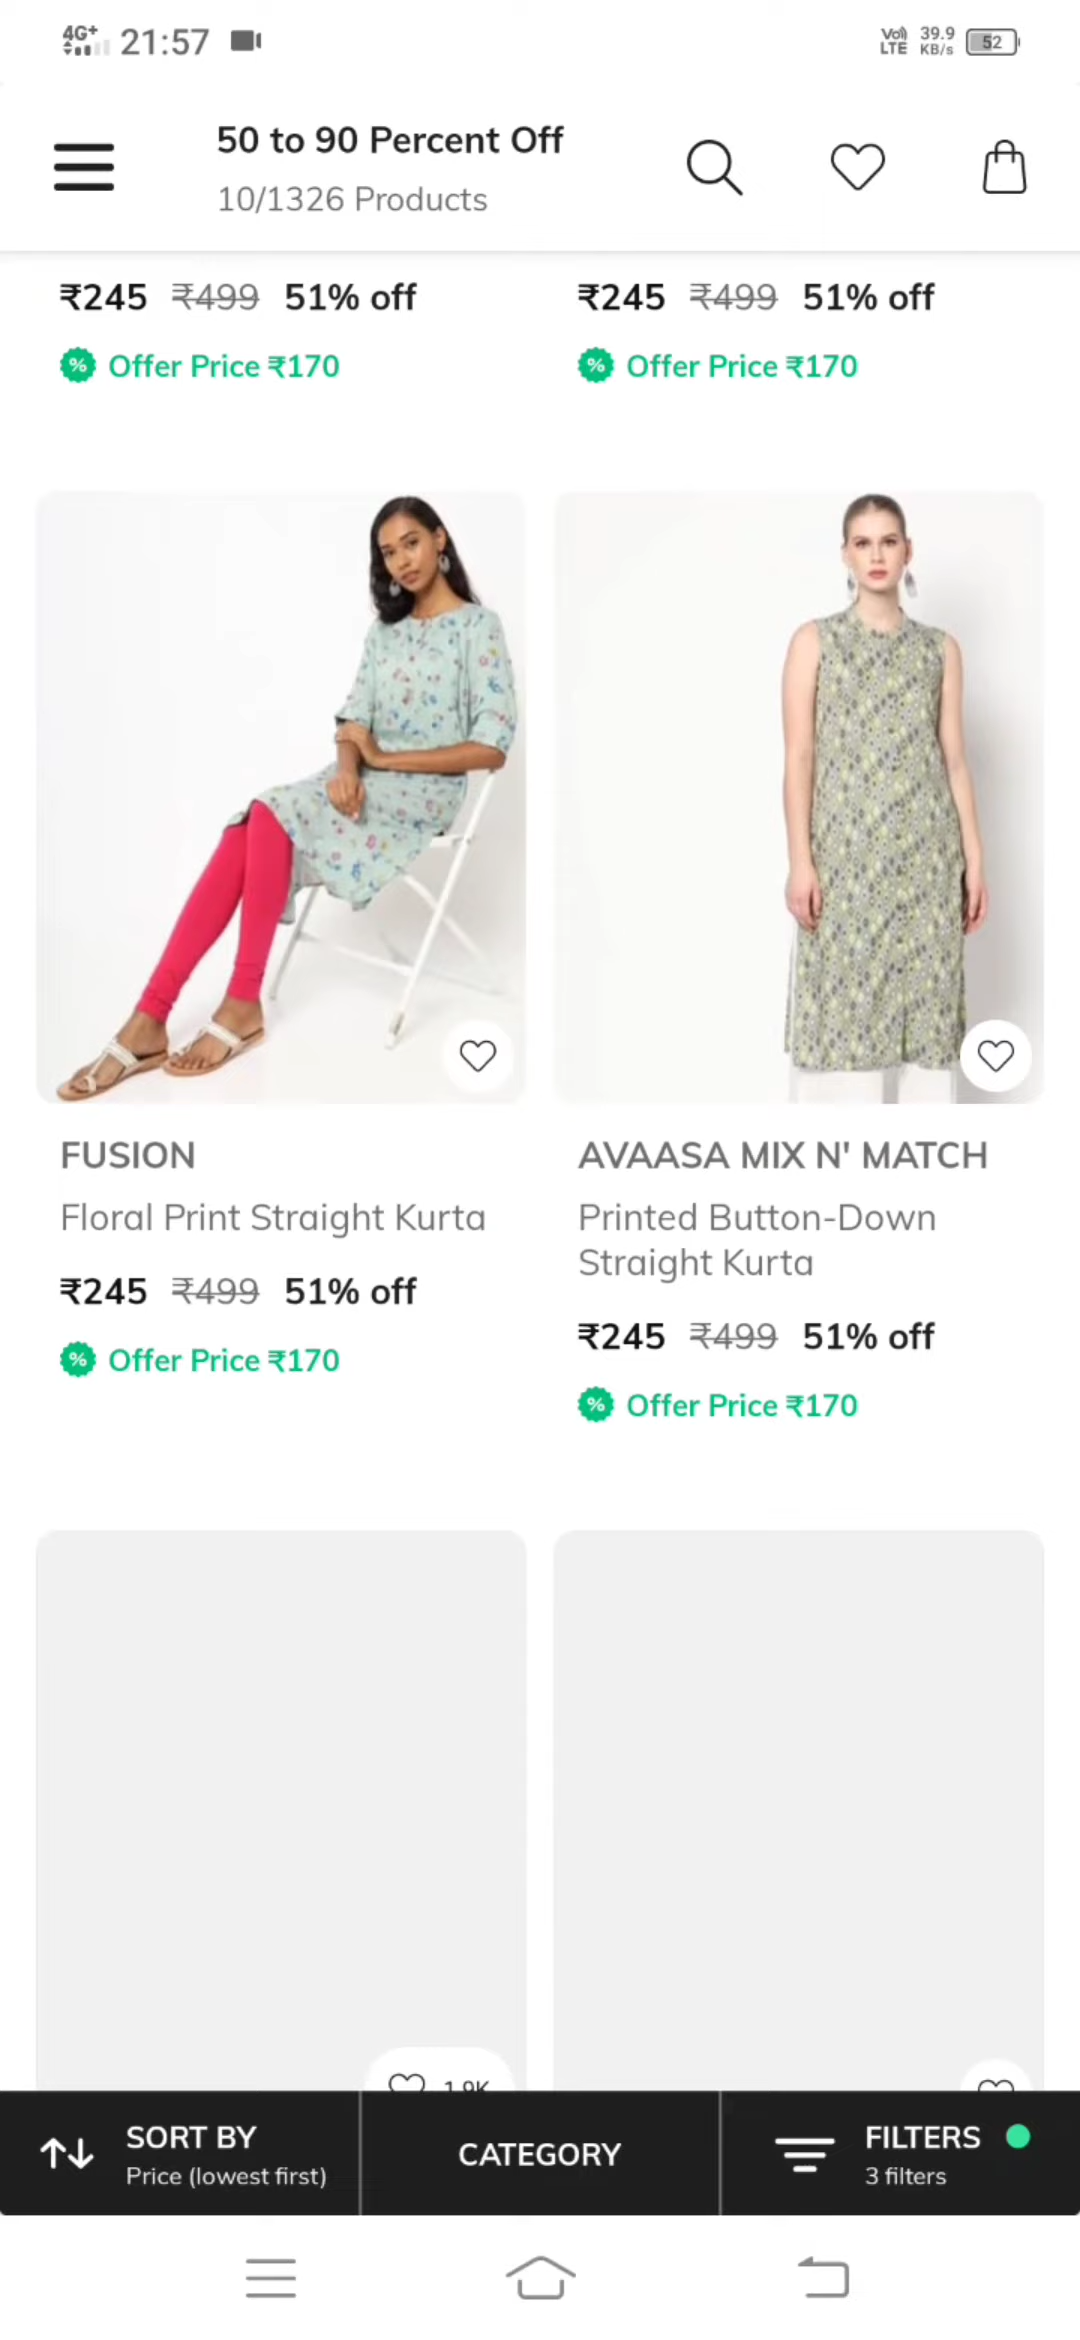 4G+ 21:57 VoLTE 39.9 KB/s 52
50 to 90 Percent Off
10/1326 Products
₹245 ₹499 51% off
Offer Price ₹170
₹245 ₹499 51% off
Offer Price ₹170
FUSION
Floral Print Straight Kurta
₹245 ₹499 51% off
Offer Price ₹170
AVAASA MIX N' MATCH
Printed Button-Down
Straight Kurta
₹245 ₹499 51% off
Offer Price ₹170
1.9K
SORT BY
Price (lowest first)
CATEGORY
FILTERS
3 filters